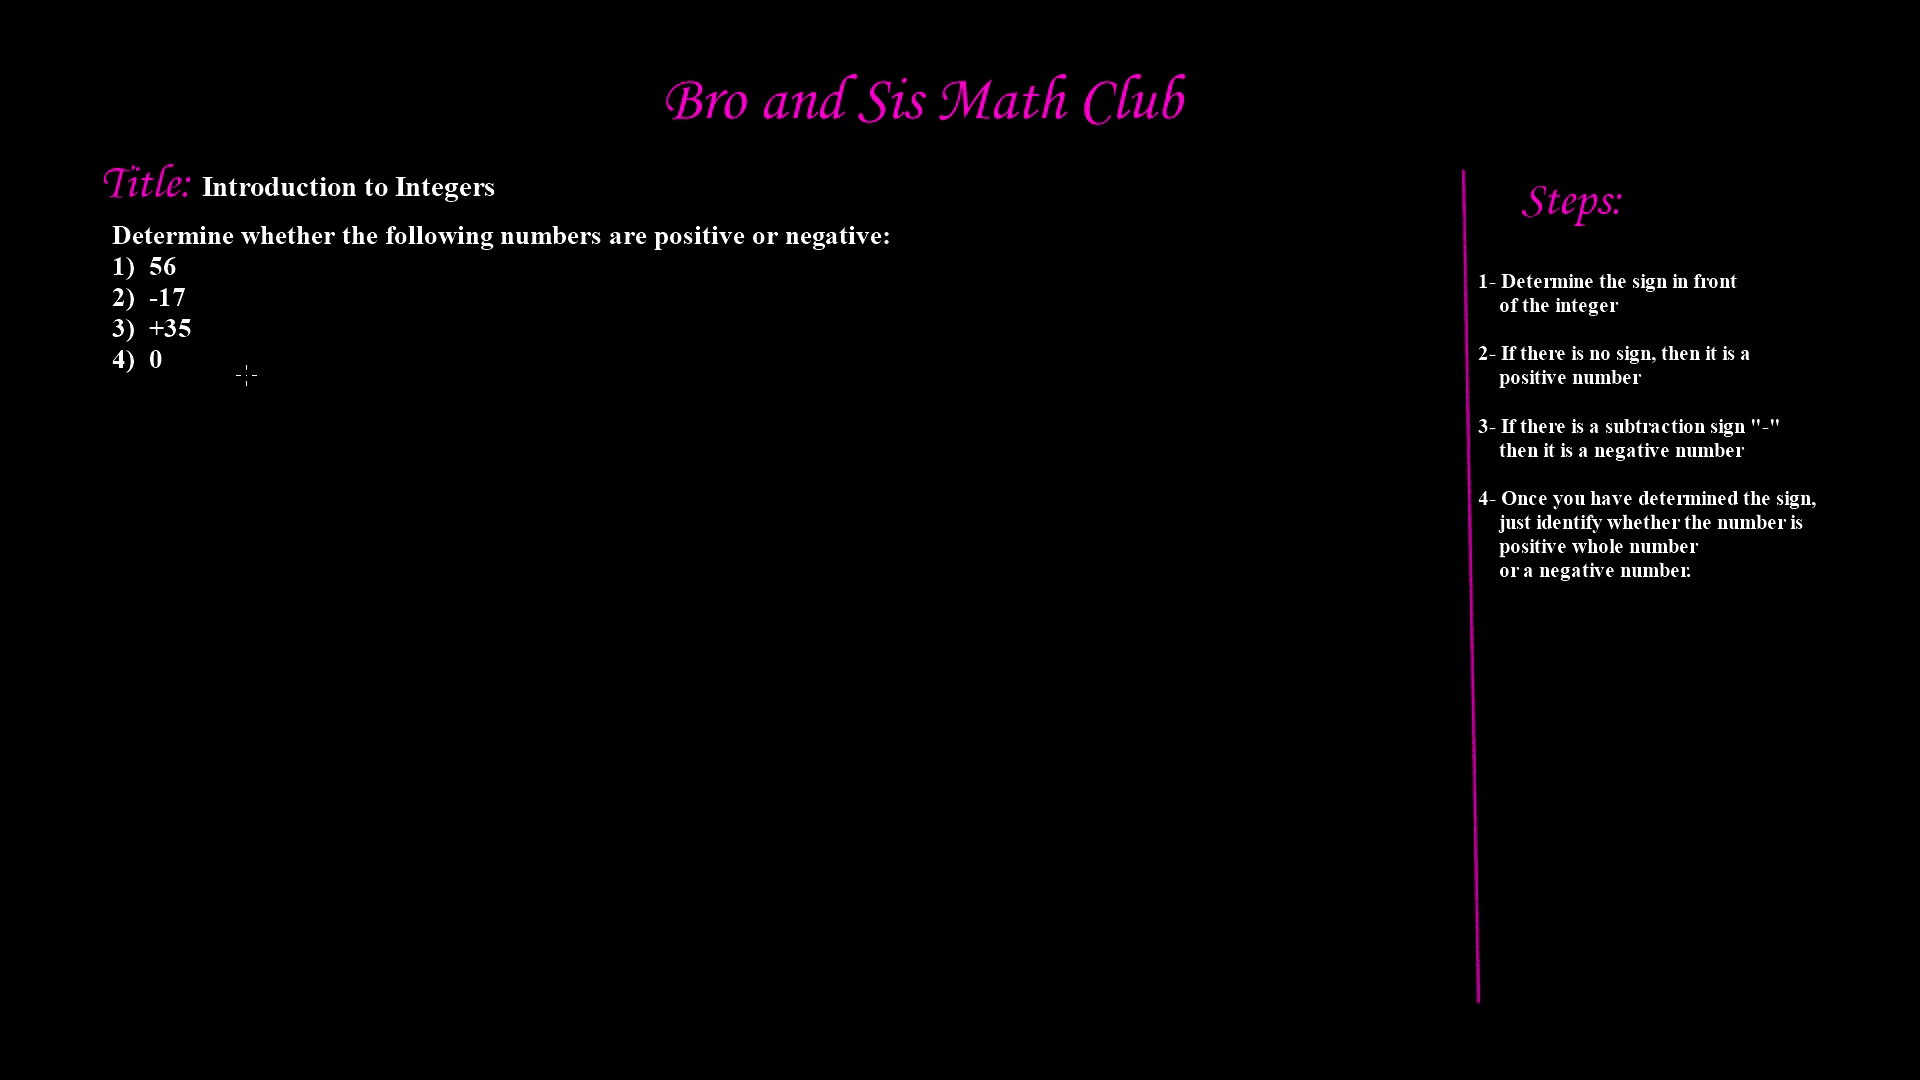 Bro and Sis Math Club
Title: Introduction to Integers
Determine whether the following numbers are positive or negative:
1) 56
2) -17
3) +35
4) 0
Steps:
1- Determine the sign in front
of the integer
2- If there is no sign, then it is a
positive number
3- If there is a subtraction sign "-"
then it is a negative number
4- Once you have determined the sign,
just identify whether the number is
positive whole number
or a negative number.